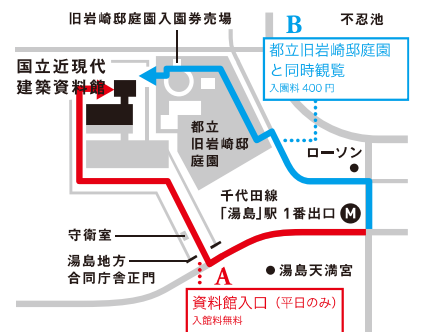 旧岩崎邸庭園入園券売場
B
不忍池
都立旧岩崎邸庭園
と同時観覧
入園料 400 円
国立近現代
建築資料館
都立
旧岩崎邸
庭園
ローソン
千代田線
「湯島」駅 1番出口 M
守衛室
湯島地方
合同庁舎正門
A
湯島天満宮
資料館入口（平日のみ）
入館料無料